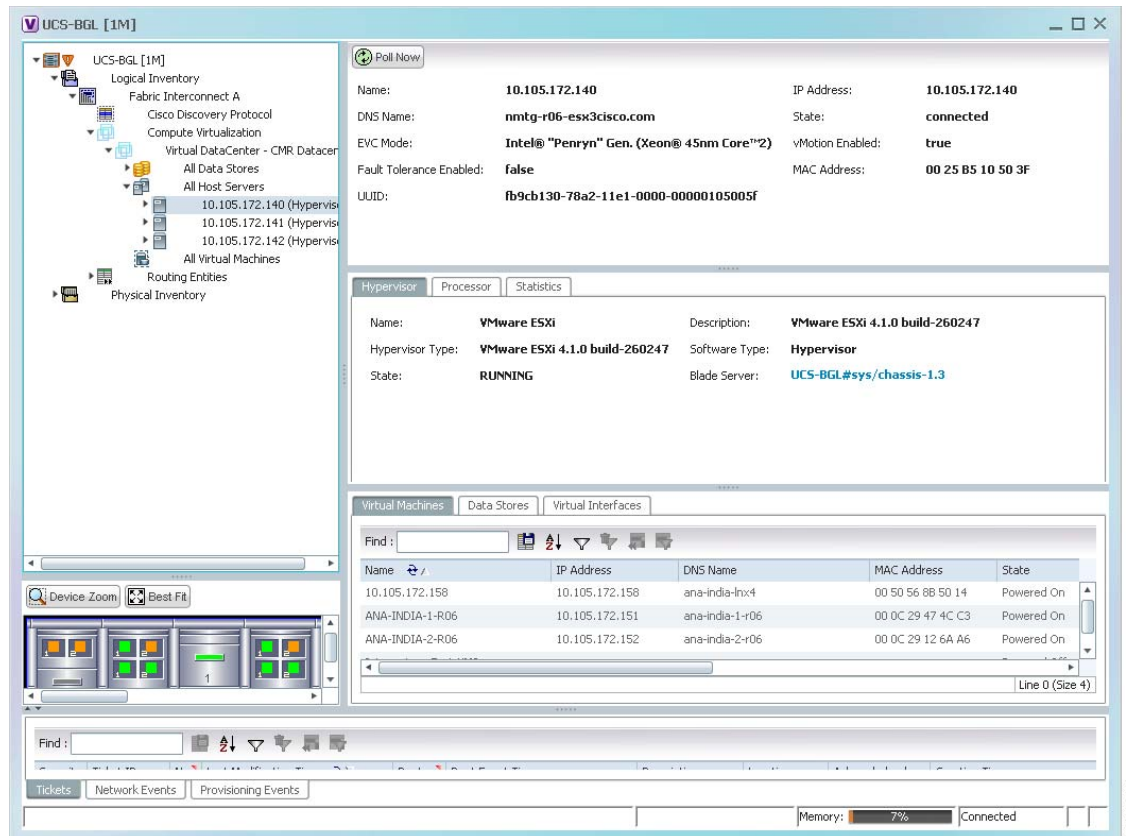 UCS-BGL [1M]
UCS-BGL [1M]
Logical Inventory
Fabric Interconnect A
Cisco Discovery Protocol
Compute Virtualization
Virtual DataCenter - CMR Datacen
All Data Stores
All Host Servers
10.105.172.140 (Hypervis
10.105.172.141 (Hypervis
10.105.172.142 (Hypervis
All Virtual Machines
Routing Entities
Physical Inventory
Device Zoom Best Fit
1 2 1 2 1 2
1 2 1 1 2
Poll Now
Name: 10.105.172.140 IP Address: 10.105.172.140
DNS Name: nmtg-r06-esx3cisco.com State: connected
EVC Mode: Intel® "Penryn" Gen. (Xeon® 45nm Core™2) vMotion Enabled: true
Fault Tolerance Enabled: false MAC Address: 00 25 B5 10 50 3F
UUID: fb9cb130-78a2-11e1-0000-00000105005f
Hypervisor Processor Statistics
Name: VMware ESXi Description: VMware ESXi 4.1.0 build-260247
Hypervisor Type: VMware ESXi 4.1.0 build-260247 Software Type: Hypervisor
State: RUNNING Blade Server: UCS-BGL#sys/chassis-1.3
Virtual Machines Data Stores Virtual Interfaces
Find :
Name IP Address DNS Name MAC Address State
10.105.172.158 10.105.172.158 ana-india-lnx4 00 50 56 8B 50 14 Powered On
ANA-INDIA-1-R06 10.105.172.151 ana-india-1-r06 00 0C 29 47 4C C3 Powered On
ANA-INDIA-2-R06 10.105.172.152 ana-india-2-r06 00 0C 29 12 6A A6 Powered On
Line 0 (Size 4)
Find :
Tickets Network Events Provisioning Events
Memory: 7% Connected